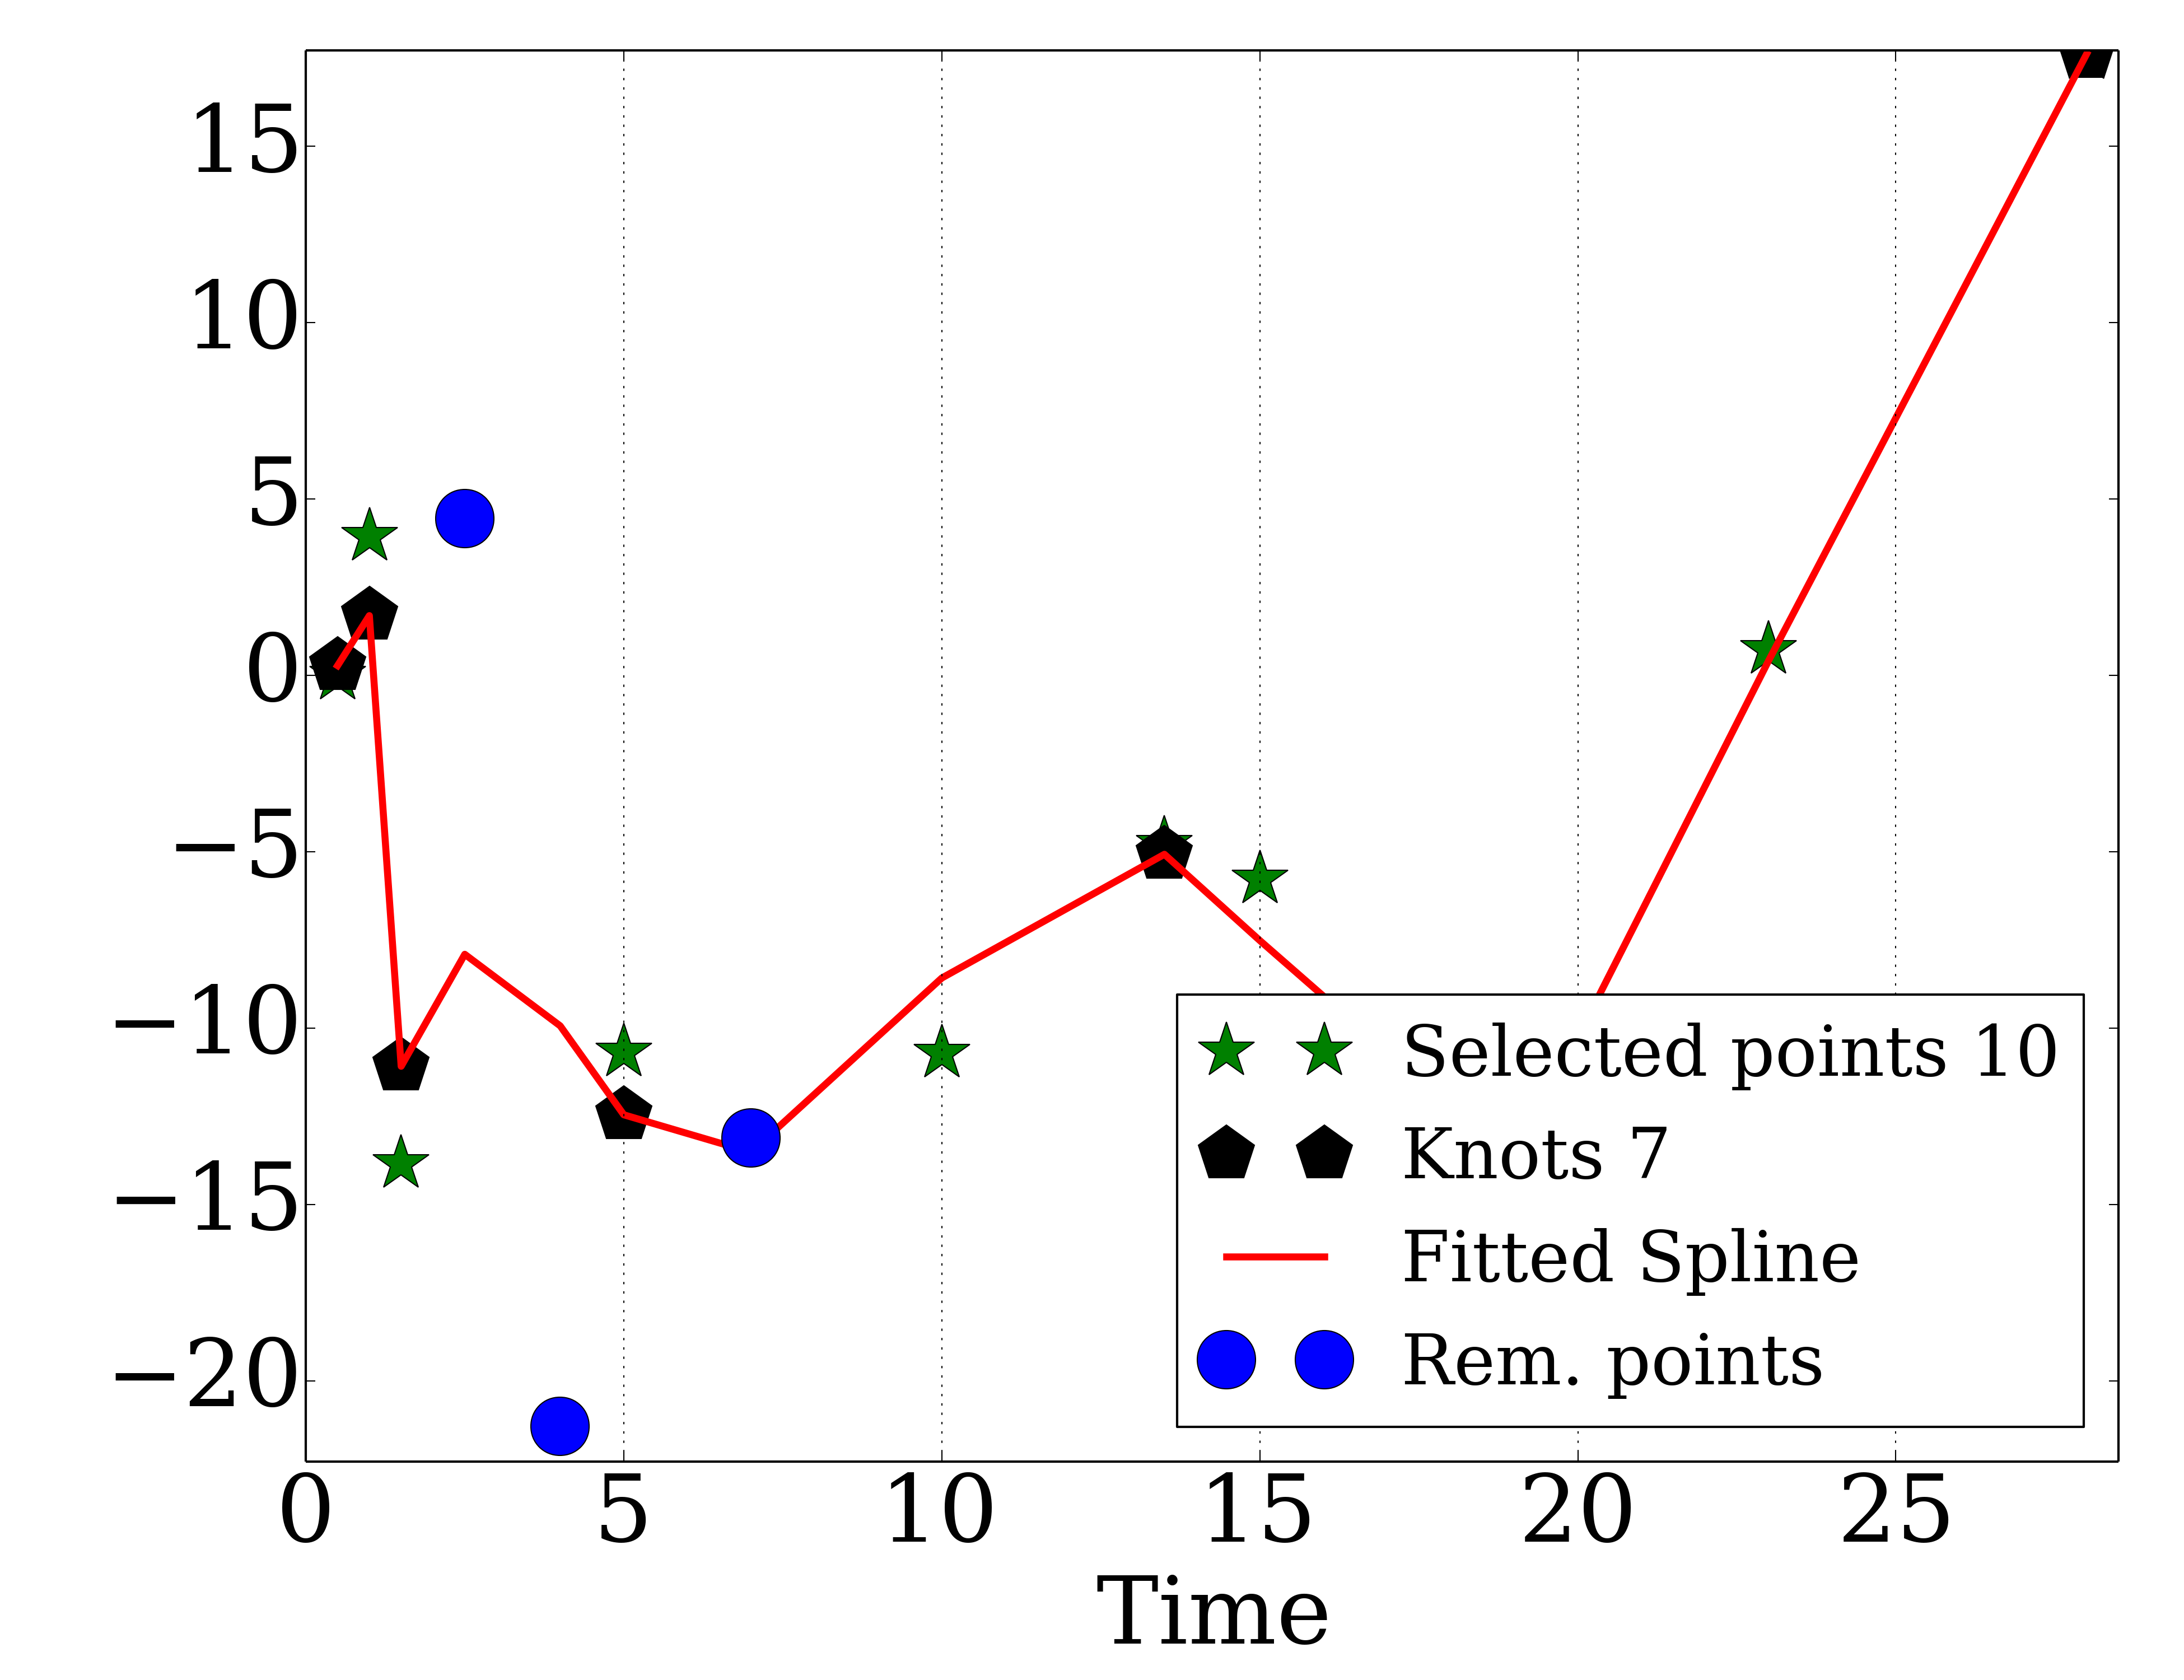 15
10
5
0
−5
−10
−15
−20
0 5 10 15 20 25
Time
Selected points 10
Knots 7
Fitted Spline
Rem. points